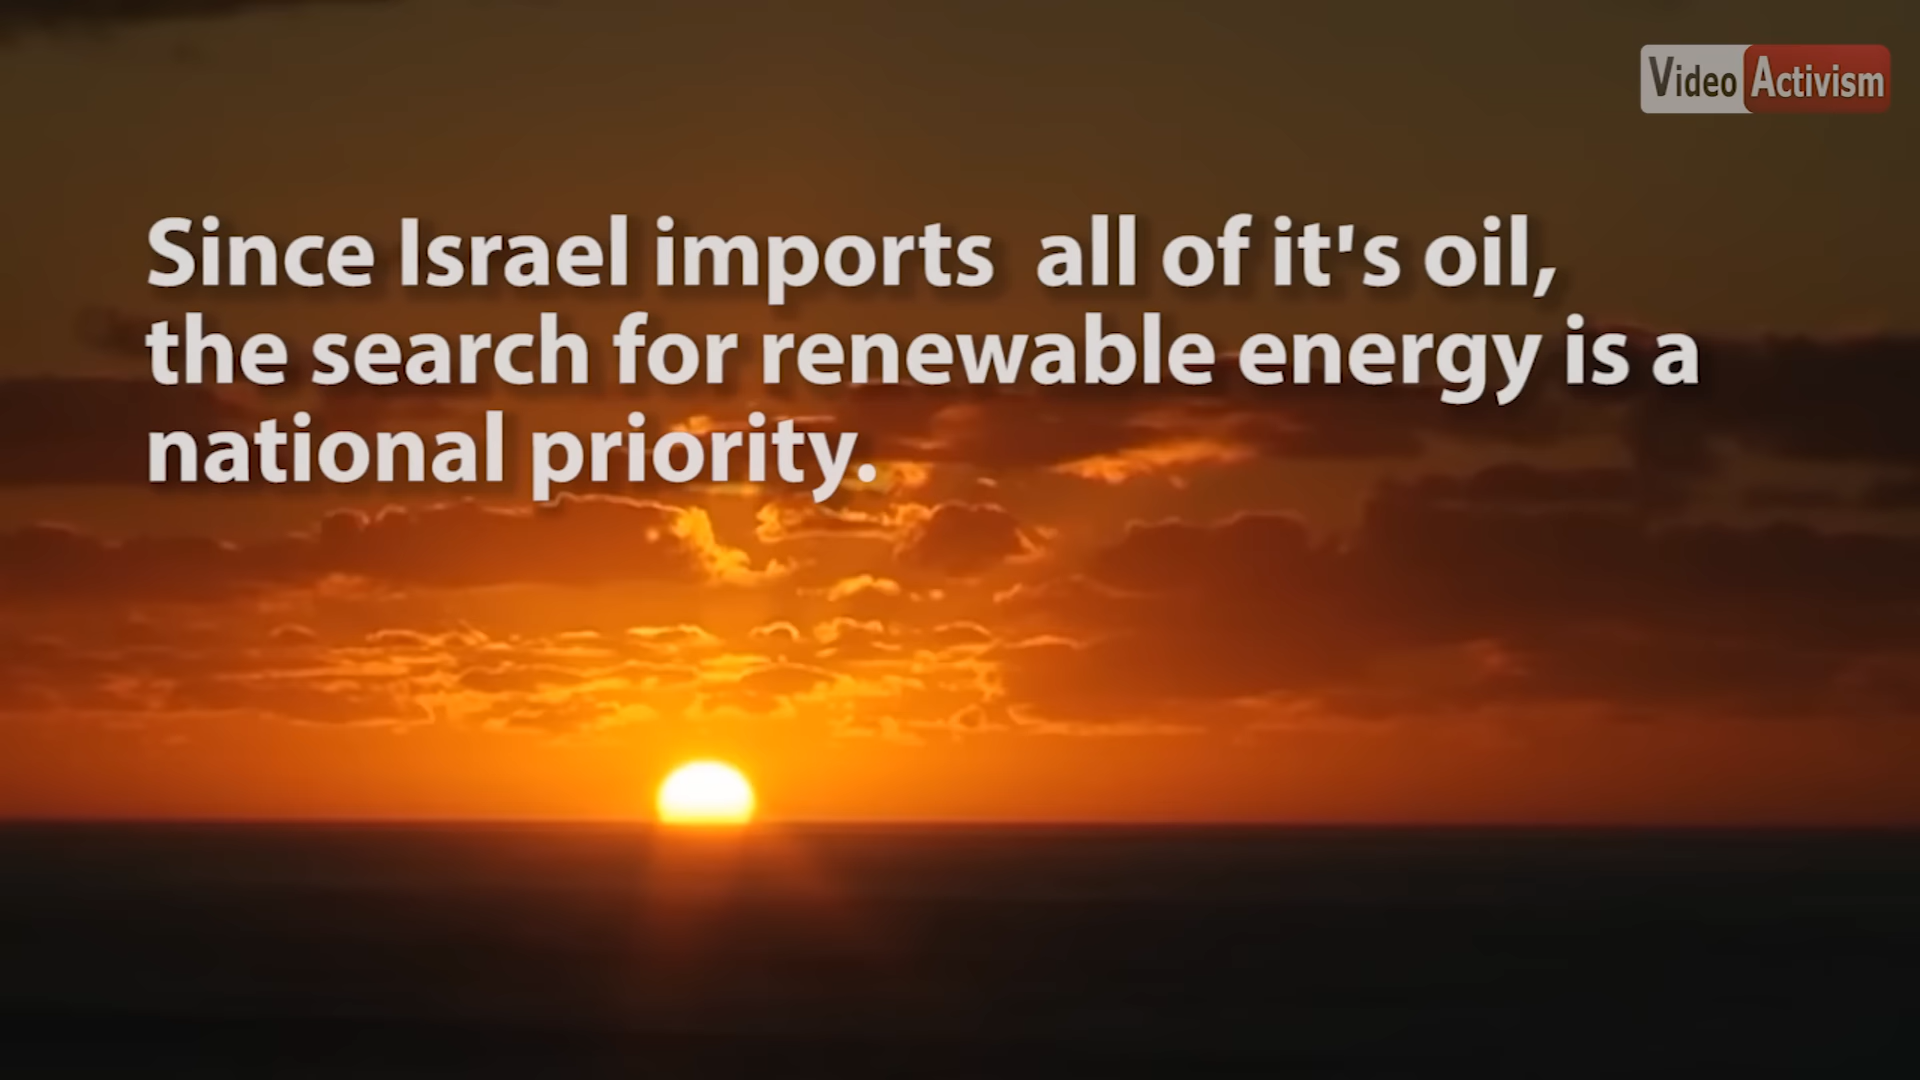 Video Activism
Since Israel imports  all of it's oil,
the search for renewable energy is a
national priority.